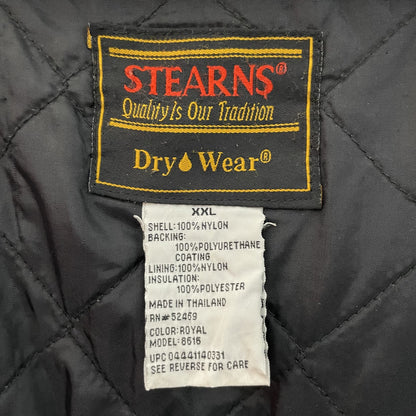 STEARNS®
Quality Is Our Tradition
Dry Wear®
XXL
SHELL: 100% NYLON
BACKING:
100% POLYURETHANE
COATING
LINING: 100% NYLON
INSULATION:
100% POLYESTER
MADE IN THAILAND
RN# 52469
COLOR: ROYAL
MODEL: 8616
UPC 04441140331
SEE REVERSE FOR CARE